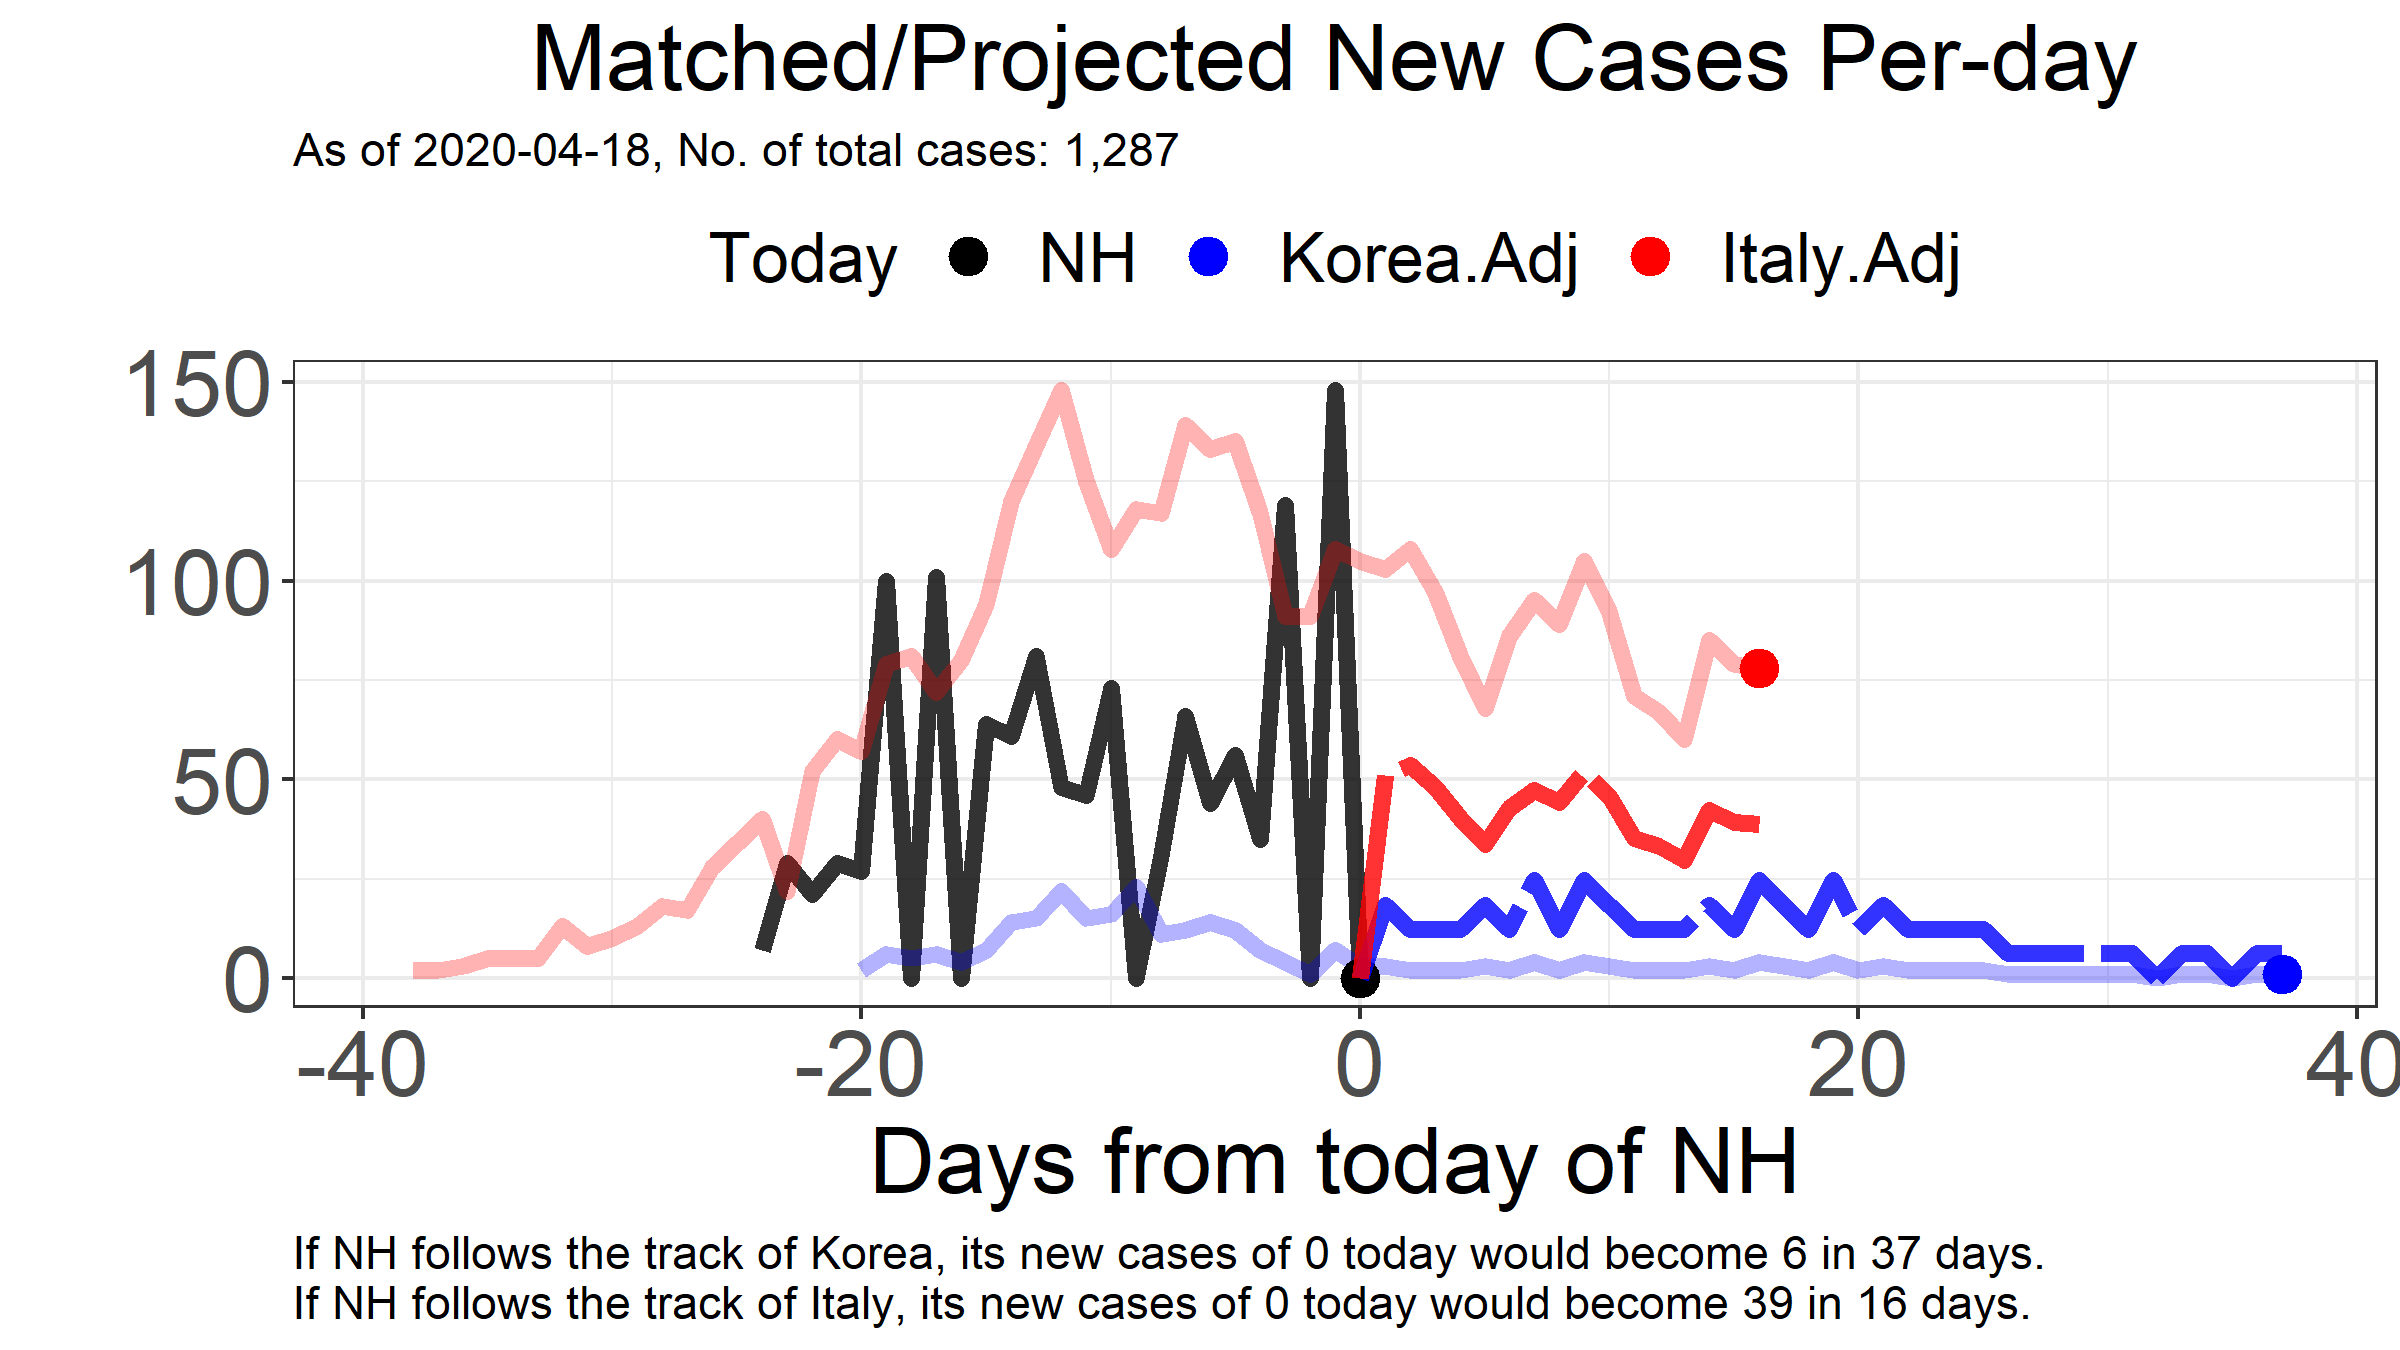 Matched/Projected New Cases Per-day
As of 2020-04-18, No. of total cases: 1,287
Today NH Korea.Adj Italy.Adj
150
100
50
0
-40 -20 0 20 40
Days from today of NH
If NH follows the track of Korea, its new cases of 0 today would become 6 in 37 days.
If NH follows the track of Italy, its new cases of 0 today would become 39 in 16 days.